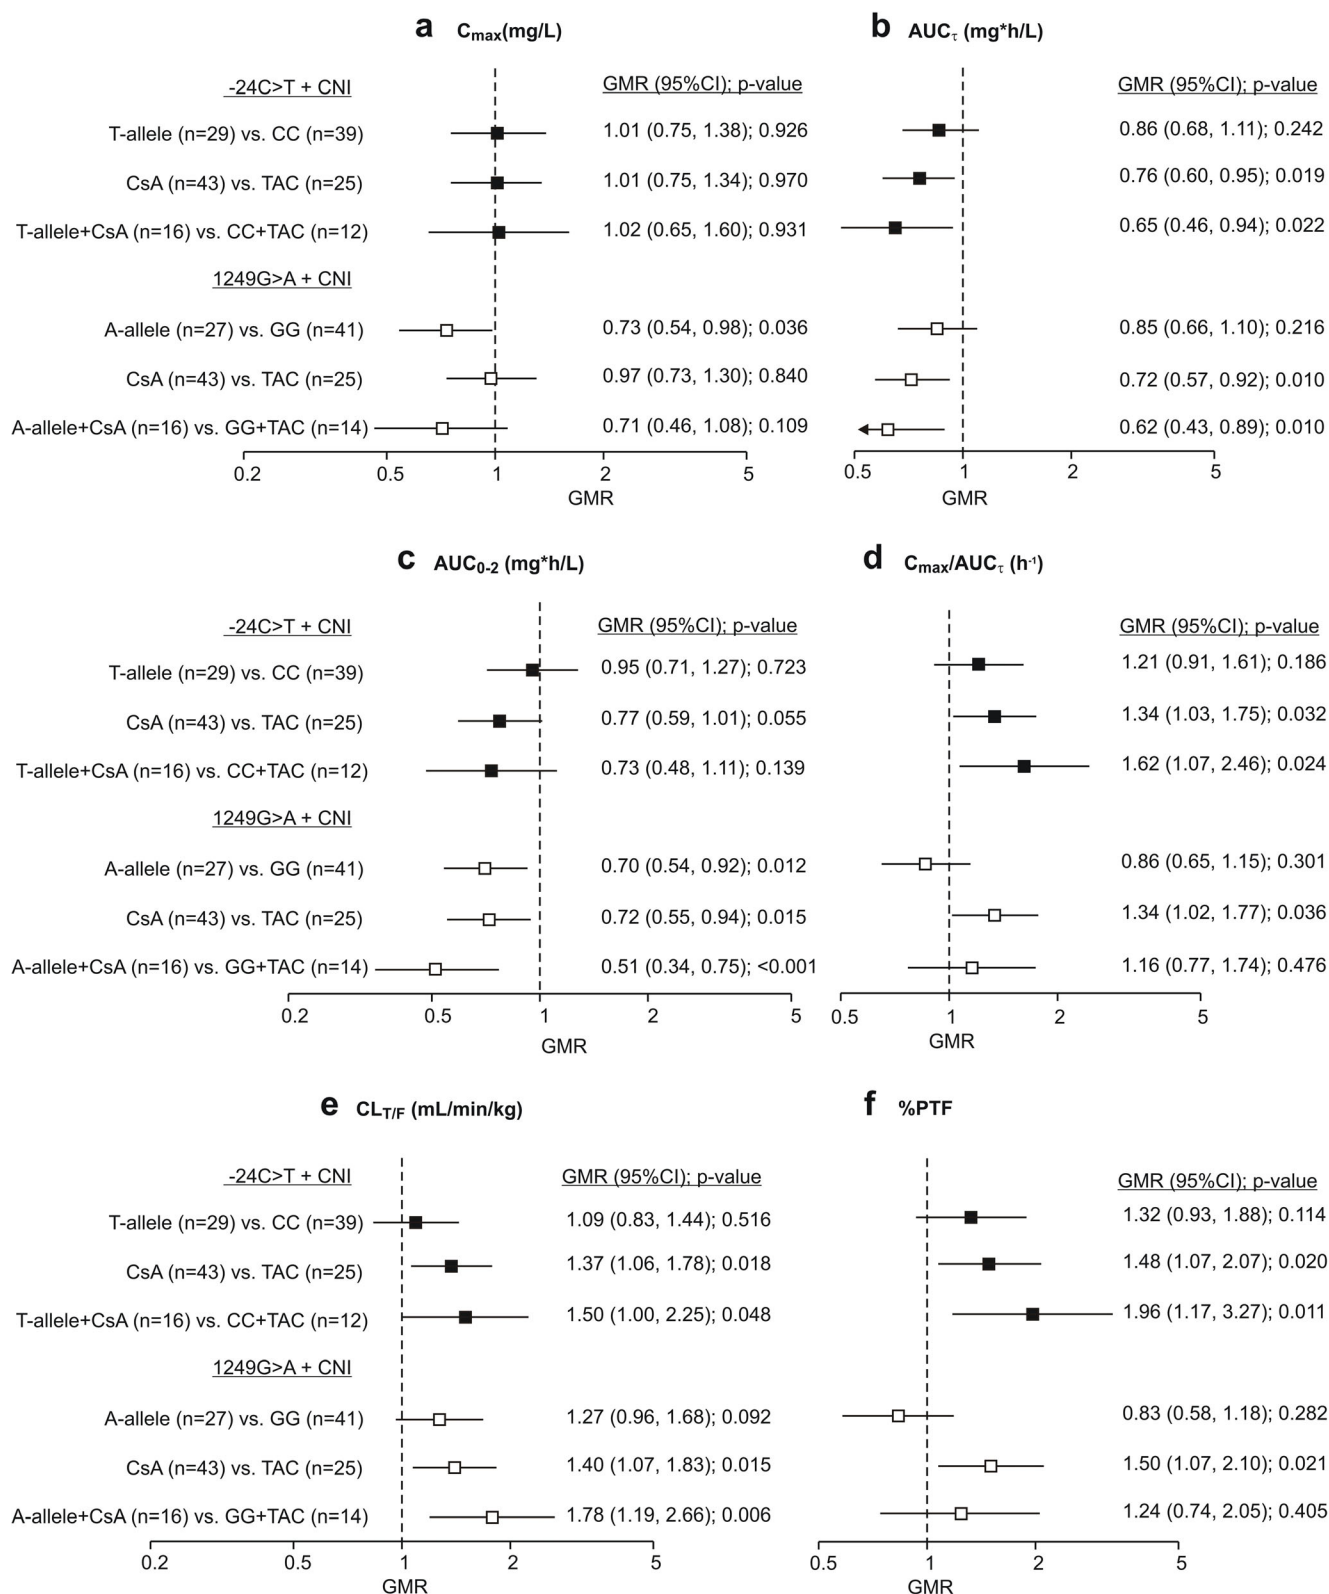 a C_max(mg/L)
-24C>T + CNI GMR (95%CI); p-value
T-allele (n=29) vs. CC (n=39) 1.01 (0.75, 1.38); 0.926
CsA (n=43) vs. TAC (n=25) 1.01 (0.75, 1.34); 0.970
T-allele+CsA (n=16) vs. CC+TAC (n=12) 1.02 (0.65, 1.60); 0.931
1249G>A + CNI
A-allele (n=27) vs. GG (n=41) 0.73 (0.54, 0.98); 0.036
CsA (n=43) vs. TAC (n=25) 0.97 (0.73, 1.30); 0.840
A-allele+CsA (n=16) vs. GG+TAC (n=14) 0.71 (0.46, 1.08); 0.109
0.2 0.5 1 2 5
GMR
b AUC_τ (mg*h/L)
GMR (95%CI); p-value
0.86 (0.68, 1.11); 0.242
0.76 (0.60, 0.95); 0.019
0.65 (0.46, 0.94); 0.022
0.85 (0.66, 1.10); 0.216
0.72 (0.57, 0.92); 0.010
0.62 (0.43, 0.89); 0.010
0.5 1 2 5
GMR
c AUC_0-2 (mg*h/L)
-24C>T + CNI GMR (95%CI); p-value
T-allele (n=29) vs. CC (n=39) 0.95 (0.71, 1.27); 0.723
CsA (n=43) vs. TAC (n=25) 0.77 (0.59, 1.01); 0.055
T-allele+CsA (n=16) vs. CC+TAC (n=12) 0.73 (0.48, 1.11); 0.139
1249G>A + CNI
A-allele (n=27) vs. GG (n=41) 0.70 (0.54, 0.92); 0.012
CsA (n=43) vs. TAC (n=25) 0.72 (0.55, 0.94); 0.015
A-allele+CsA (n=16) vs. GG+TAC (n=14) 0.51 (0.34, 0.75); <0.001
0.2 0.5 1 2 5
GMR
d C_max/AUC_τ (h^-1)
GMR (95%CI); p-value
1.21 (0.91, 1.61); 0.186
1.34 (1.03, 1.75); 0.032
1.62 (1.07, 2.46); 0.024
0.86 (0.65, 1.15); 0.301
1.34 (1.02, 1.77); 0.036
1.16 (0.77, 1.74); 0.476
0.5 1 2 5
GMR
e CL_T/F (mL/min/kg)
-24C>T + CNI GMR (95%CI); p-value
T-allele (n=29) vs. CC (n=39) 1.09 (0.83, 1.44); 0.516
CsA (n=43) vs. TAC (n=25) 1.37 (1.06, 1.78); 0.018
T-allele+CsA (n=16) vs. CC+TAC (n=12) 1.50 (1.00, 2.25); 0.048
1249G>A + CNI
A-allele (n=27) vs. GG (n=41) 1.27 (0.96, 1.68); 0.092
CsA (n=43) vs. TAC (n=25) 1.40 (1.07, 1.83); 0.015
A-allele+CsA (n=16) vs. GG+TAC (n=14) 1.78 (1.19, 2.66); 0.006
0.2 0.5 1 2 5
GMR
f %PTF
GMR (95%CI); p-value
1.32 (0.93, 1.88); 0.114
1.48 (1.07, 2.07); 0.020
1.96 (1.17, 3.27); 0.011
0.83 (0.58, 1.18); 0.282
1.50 (1.07, 2.10); 0.021
1.24 (0.74, 2.05); 0.405
0.5 1 2 5
GMR